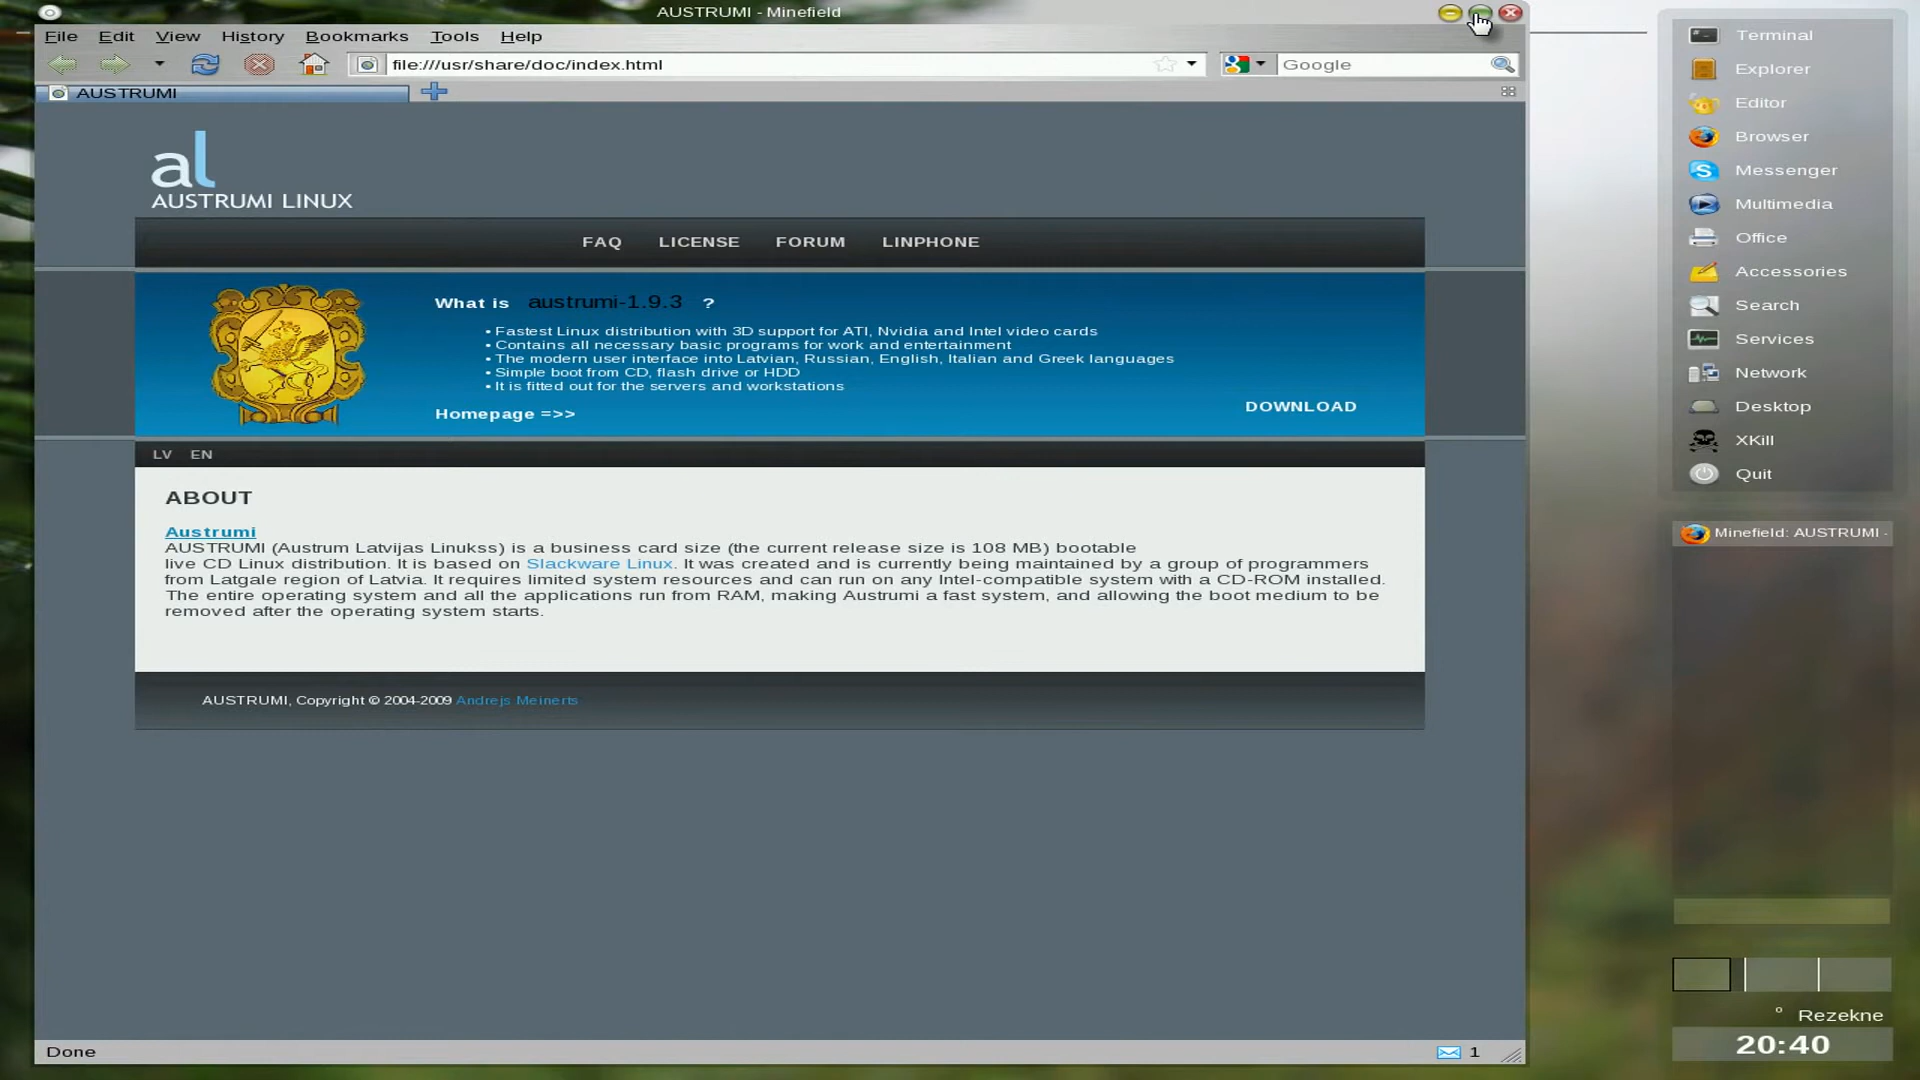 AUSTRUMI - Minefield
File Edit View History Bookmarks Tools Help
file:///usr/share/doc/index.html
Google
AUSTRUMI
al
AUSTRUMI LINUX
FAQ LICENSE FORUM LINPHONE
What is austrumi-1.9.3 ?
• Fastest Linux distribution with 3D support for ATI, Nvidia and Intel video cards
• Contains all necessary basic programs for work and entertainment
• The modern user interface into Latvian, Russian, English, Italian and Greek languages
• Simple boot from CD, flash drive or HDD
• It is fitted out for the servers and workstations
Homepage =>>
DOWNLOAD
LV EN
ABOUT
Austrumi
AUSTRUMI (Austrum Latvijas Linukss) is a business card size (the current release size is 108 MB) bootable
live CD Linux distribution. It is based on Slackware Linux. It was created and is currently being maintained by a group of programmers
from Latgale region of Latvia. It requires limited system resources and can run on any Intel-compatible system with a CD-ROM installed.
The entire operating system and all the applications run from RAM, making Austrumi a fast system, and allowing the boot medium to be
removed after the operating system starts.
AUSTRUMI, Copyright © 2004-2009 Andrejs Meinerts
Done
1
Terminal
Explorer
Editor
Browser
Messenger
Multimedia
Office
Accessories
Search
Services
Network
Desktop
XKill
Quit
Minefield: AUSTRUMI -
° Rezekne
20:40